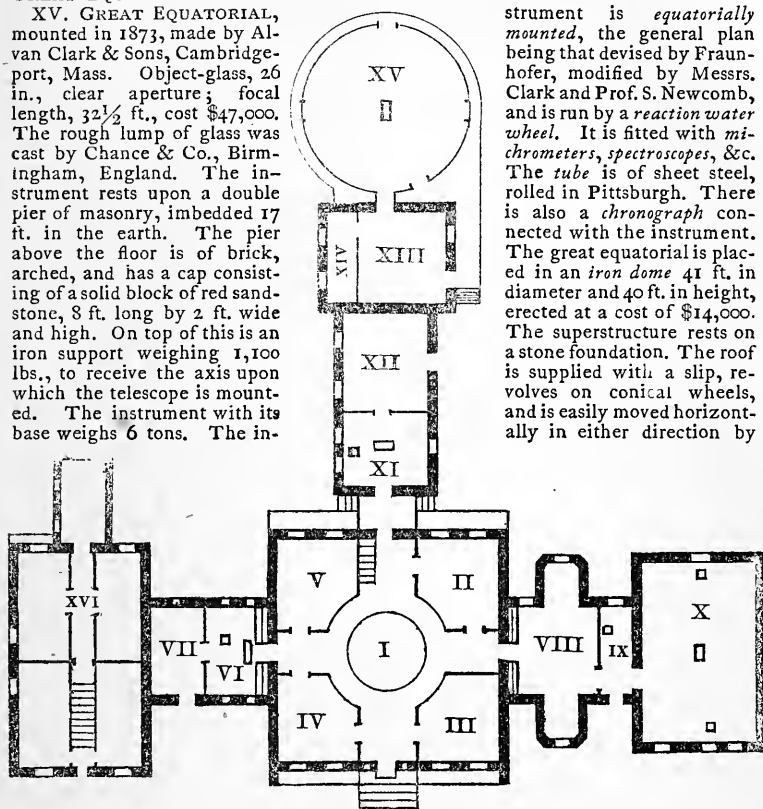 XV. GREAT EQUATORIAL,
mounted in 1873, made by Al-
van Clark & Sons, Cambridge-
port, Mass. Object-glass, 26
in., clear aperture; focal
length, 32½ ft., cost $47,000.
The rough lump of glass was
cast by Chance & Co., Birm-
ingham, England. The in-
strument rests upon a double
pier of masonry, imbedded 17
ft. in the earth. The pier
above the floor is of brick,
arched, and has a cap consist-
ing of a solid block of red sand-
stone, 8 ft. long by 2 ft. wide
and high. On top of this is an
iron support weighing 1,100
lbs., to receive the axis upon
which the telescope is mount-
ed. The instrument with its
base weighs 6 tons. The in-
strument is equatorially
mounted, the general plan
being that devised by Fraun-
hofer, modified by Messrs.
Clark and Prof. S. Newcomb,
and is run by a reaction water
wheel. It is fitted with mi-
chrometers, spectroscopes, &c.
The tube is of sheet steel,
rolled in Pittsburgh. There
is also a chronograph con-
nected with the instrument.
The great equatorial is plac-
ed in an iron dome 41 ft. in
diameter and 40 ft. in height,
erected at a cost of $14,000.
The superstructure rests on
a stone foundation. The roof
is supplied with a slip, re-
volves on conical wheels,
and is easily moved horizont-
ally in either direction by
XV
XIV
XIII
XII
XI
V
II
XVI
VII
VI
I
VIII
IX
X
IV
III